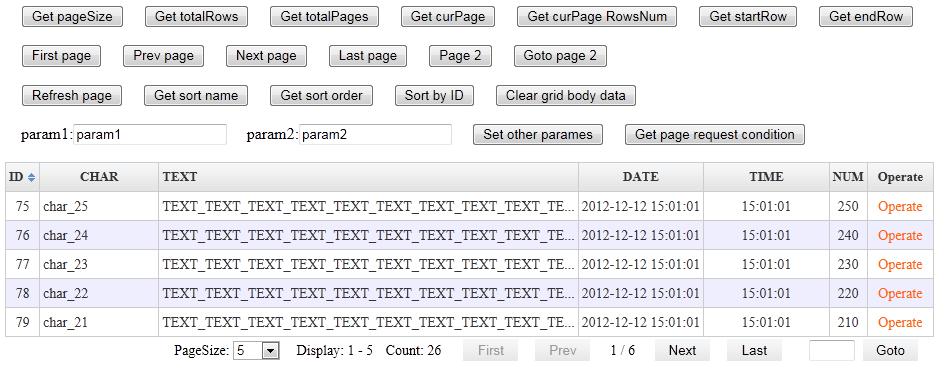 Get pageSize Get totalRows Get totalPages Get curPage Get curPage RowsNum Get startRow Get endRow
First page Prev page Next page Last page Page 2 Goto page 2
Refresh page Get sort name Get sort order Sort by ID Clear grid body data
param1: param1 param2: param2 Set other parames Get page request condition
ID CHAR TEXT DATE TIME NUM Operate
75 char_25 TEXT_TEXT_TEXT_TEXT_TEXT_TEXT_TEXT_TEXT_TEXT_TE... 2012-12-12 15:01:01 15:01:01 250 Operate
76 char_24 TEXT_TEXT_TEXT_TEXT_TEXT_TEXT_TEXT_TEXT_TEXT_TE... 2012-12-12 15:01:01 15:01:01 240 Operate
77 char_23 TEXT_TEXT_TEXT_TEXT_TEXT_TEXT_TEXT_TEXT_TEXT_TE... 2012-12-12 15:01:01 15:01:01 230 Operate
78 char_22 TEXT_TEXT_TEXT_TEXT_TEXT_TEXT_TEXT_TEXT_TEXT_TE... 2012-12-12 15:01:01 15:01:01 220 Operate
79 char_21 TEXT_TEXT_TEXT_TEXT_TEXT_TEXT_TEXT_TEXT_TEXT_TE... 2012-12-12 15:01:01 15:01:01 210 Operate
PageSize: 5 Display: 1 - 5 Count: 26 First Prev 1 / 6 Next Last Goto